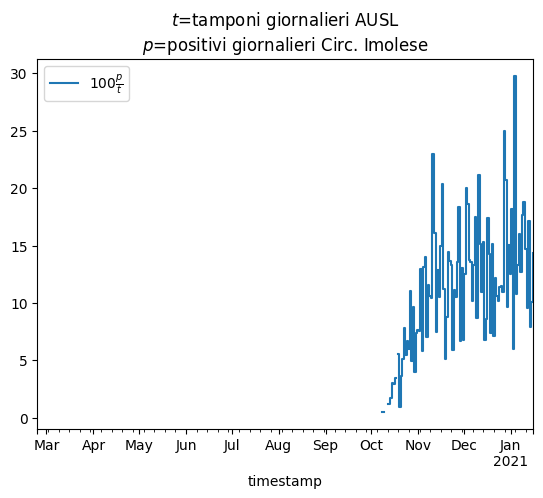 t=tamponi giornalieri AUSL
p=positivi giornalieri Circ. Imolese
100 p/t
30
25
20
15
10
5
0
Mar Apr May Jun Jul Aug Sep Oct Nov Dec Jan
2021
timestamp